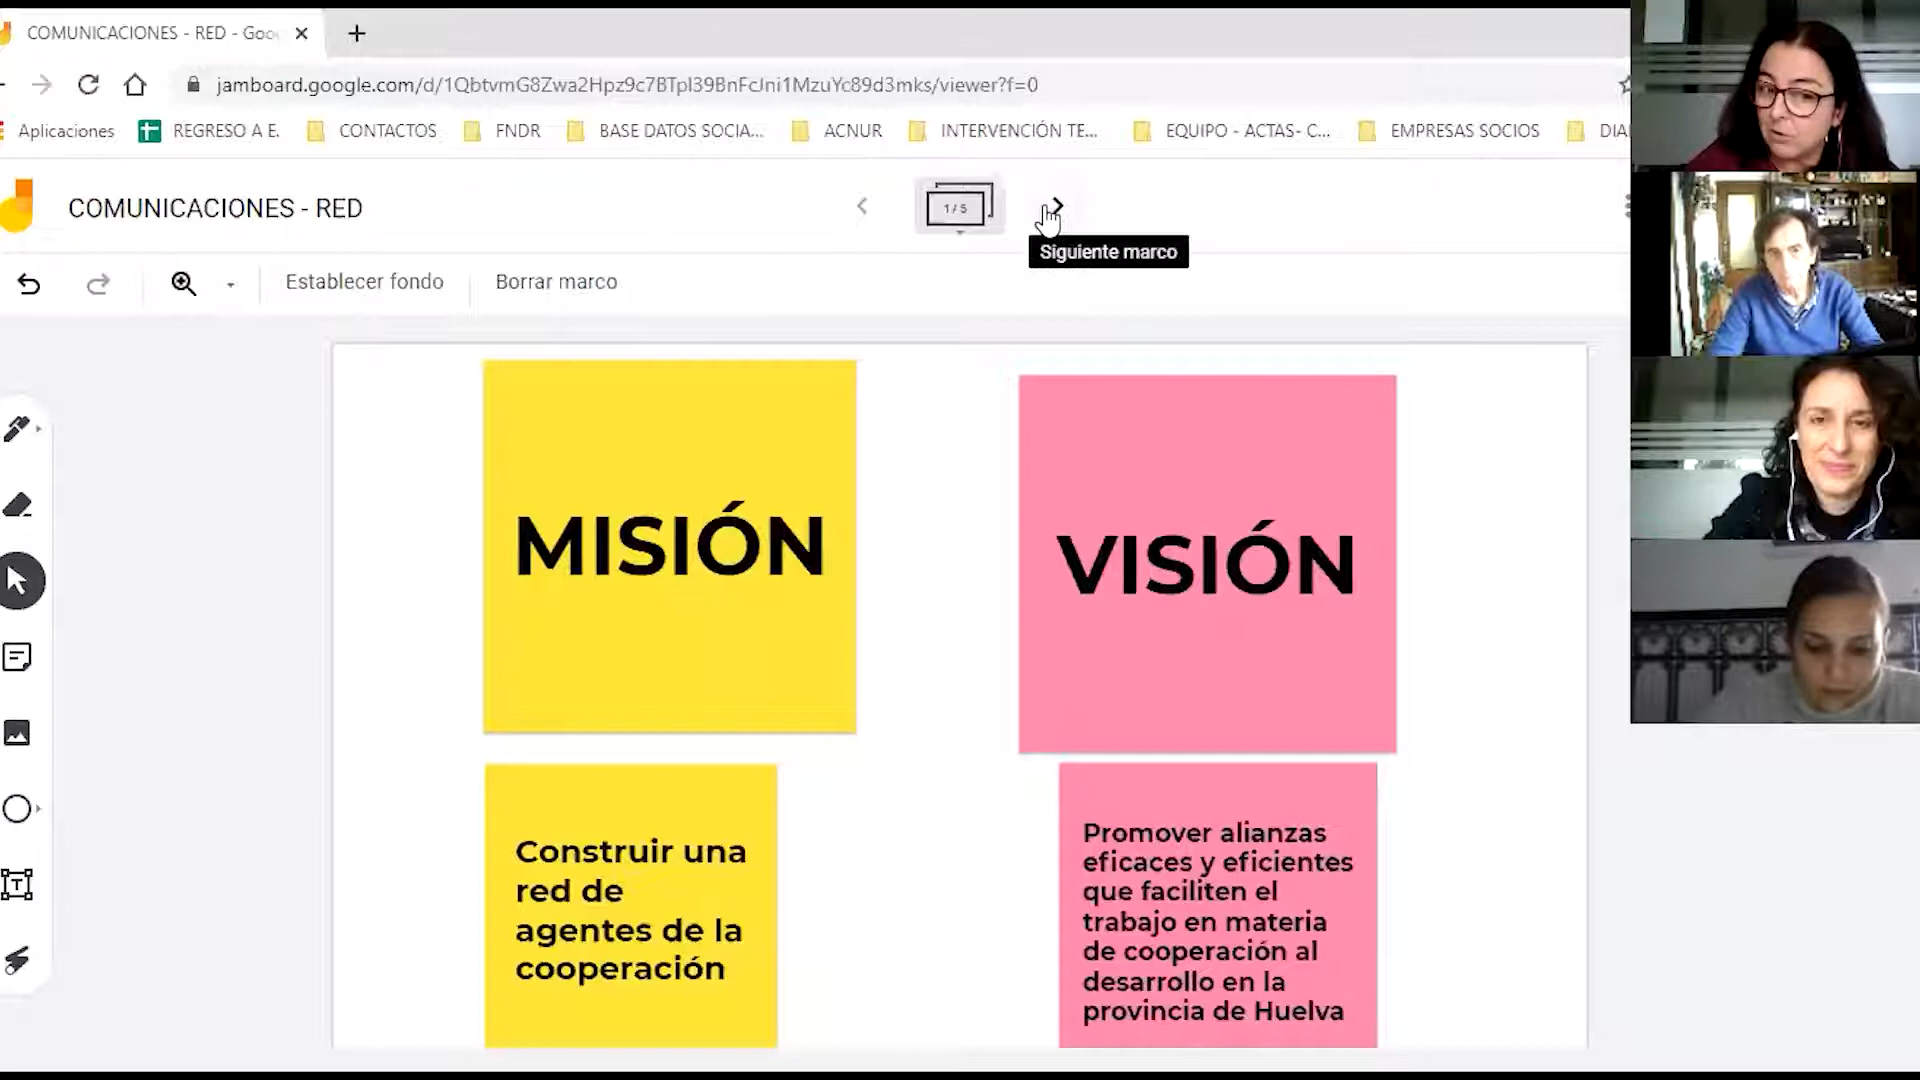 COMUNICACIONES - RED - Goo
jamboard.google.com/d/1QbtvmG8Zwa2Hpz9c7BTpl39BnFcJni1MzuYc89d3mks/viewer?f=0
Aplicaciones REGRESO A E. CONTACTOS FNDR BASE DATOS SOCIA... ACNUR INTERVENCIÓN TE... EQUIPO - ACTAS- C... EMPRESAS SOCIOS DIA
COMUNICACIONES - RED
1 / 5
Siguiente marco
Establecer fondo Borrar marco
MISIÓN
VISIÓN
Construir una
red de
agentes de la
cooperación
Promover alianzas
eficaces y eficientes
que faciliten el
trabajo en materia
de cooperación al
desarrollo en la
provincia de Huelva